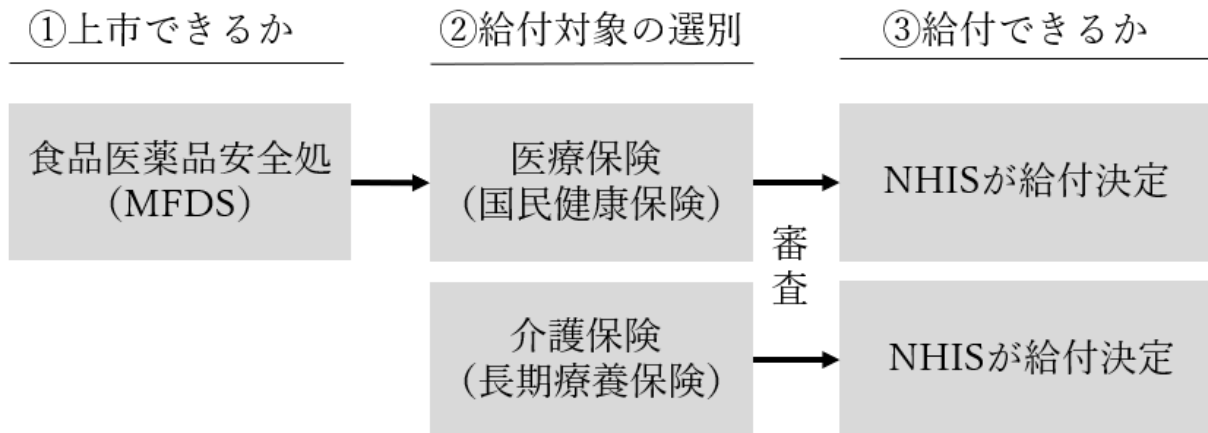 ①上市できるか
②給付対象の選別
③給付できるか
食品医薬品安全処
（MFDS）
医療保険
（国民健康保険）
NHISが給付決定
審査
介護保険
（長期療養保険）
NHISが給付決定